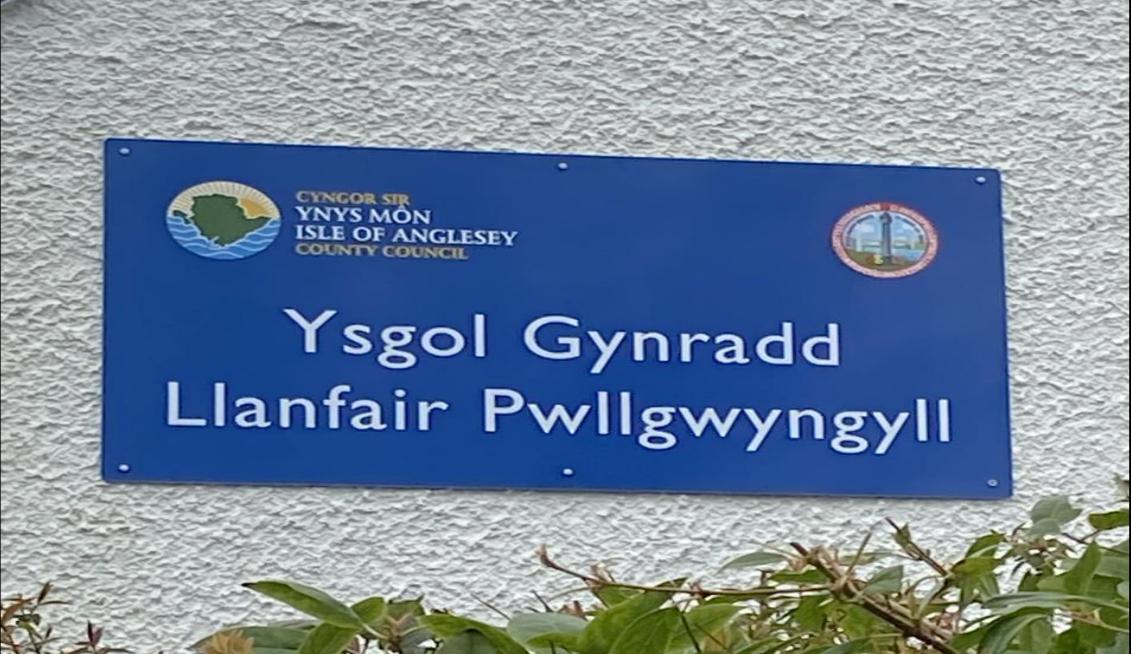 CYNGOR SIR
YNYS MÔN
ISLE OF ANGLESEY
COUNTY COUNCIL
Ysgol Gynradd
Llanfair Pwllgwyngyll